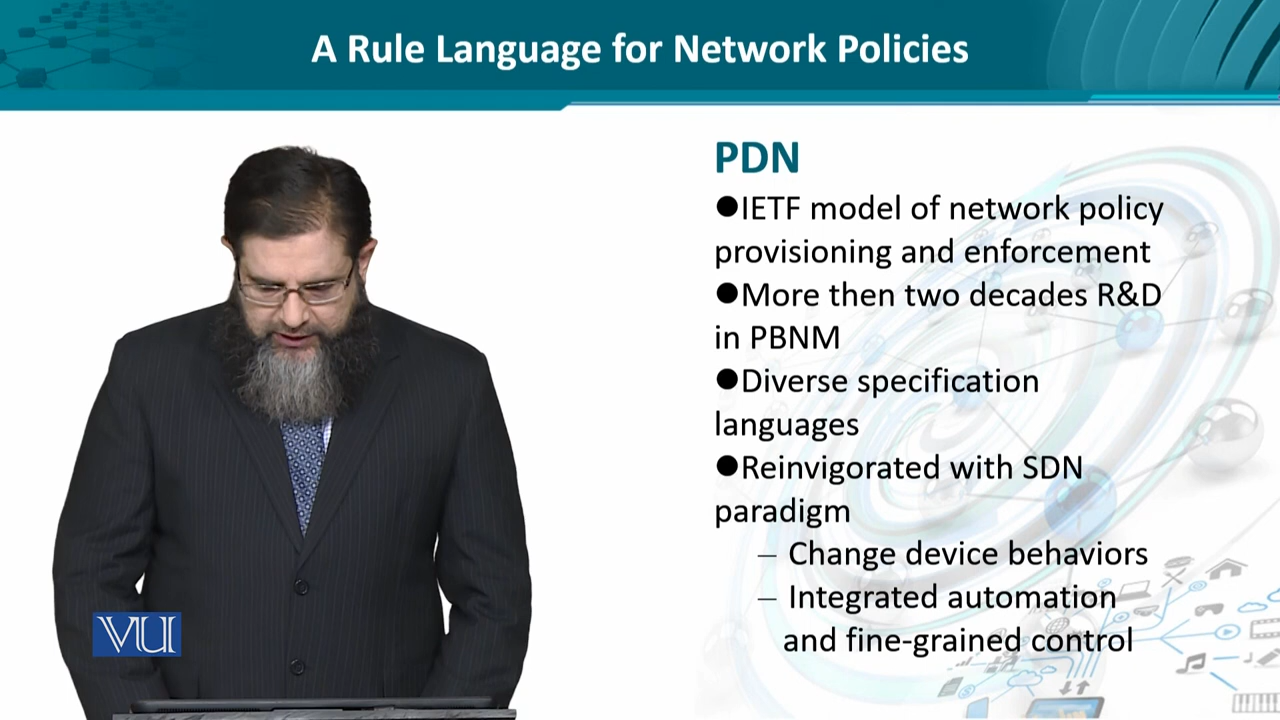 A Rule Language for Network Policies
PDN
●IETF model of network policy
provisioning and enforcement
●More then two decades R&D
in PBNM
●Diverse specification
languages
●Reinvigorated with SDN
paradigm
– Change device behaviors
– Integrated automation
and fine-grained control
VU